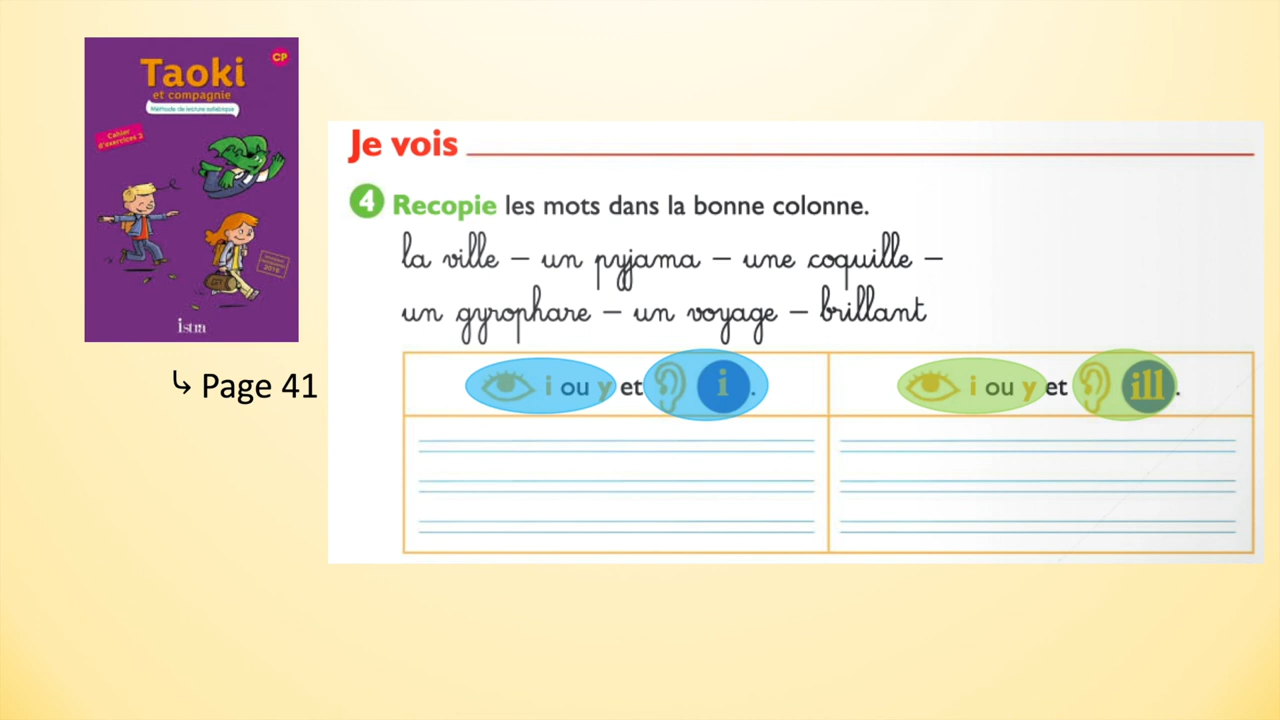 CP
Taoki
et compagnie
Méthode de lecture syllabique
Cahier
d'exercices 2
istra
Page 41
Je vois
4 Recopie les mots dans la bonne colonne.
la ville – un pyjama – une coquille –
un gyrophare – un voyage – brillant
i ou y et i.
i ou y et ill.